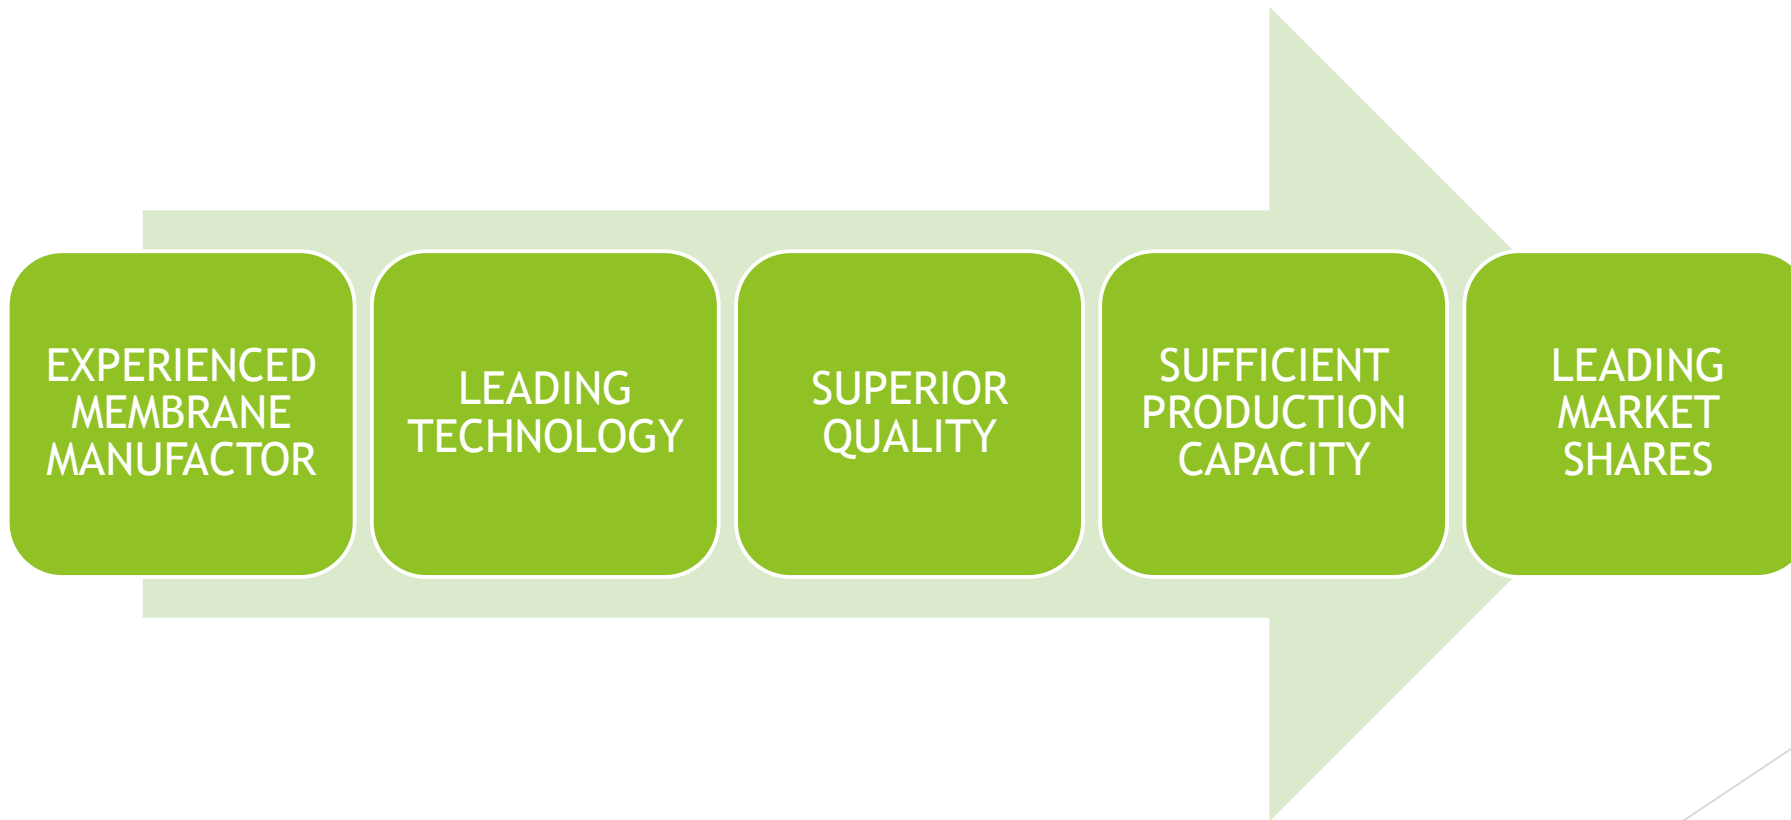 EXPERIENCED
MEMBRANE
MANUFACTOR
LEADING
TECHNOLOGY
SUPERIOR
QUALITY
SUFFICIENT
PRODUCTION
CAPACITY
LEADING
MARKET
SHARES